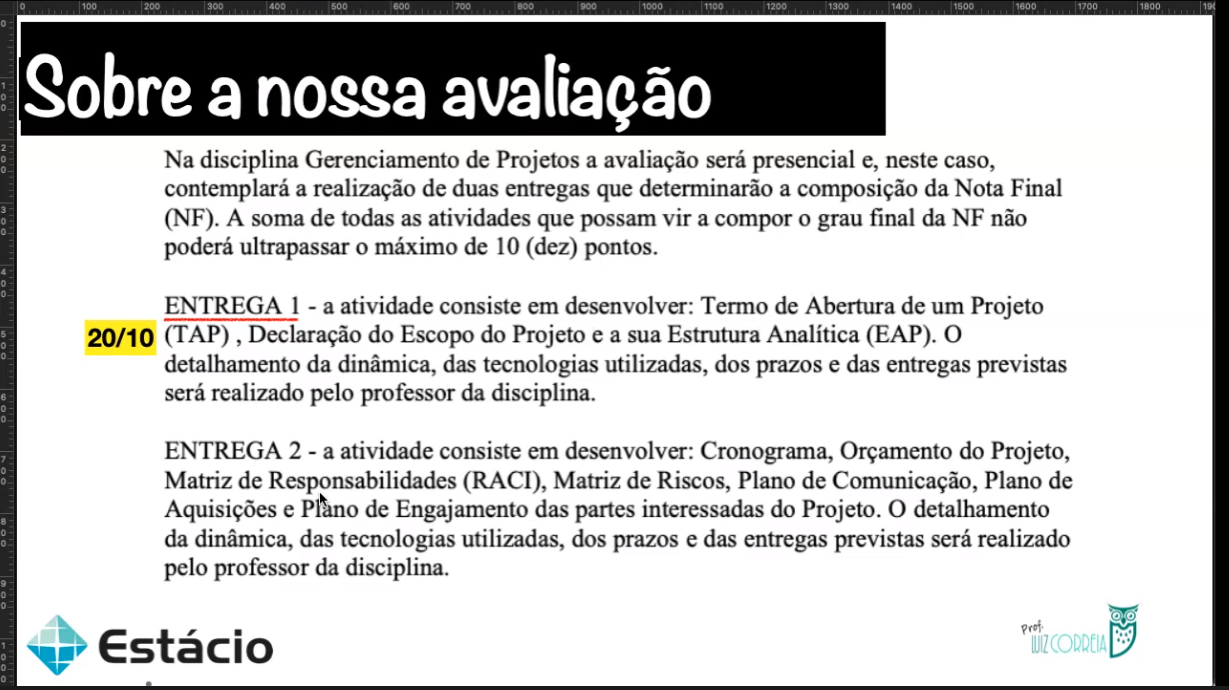 0 100 200 300 400 500 600 700 800 900 1000 1100 1200 1300 1400 1500 1600 1700 1800
Sobre a nossa avaliação
Na disciplina Gerenciamento de Projetos a avaliação será presencial e, neste caso,
contemplará a realização de duas entregas que determinarão a composição da Nota Final
(NF). A soma de todas as atividades que possam vir a compor o grau final da NF não
poderá ultrapassar o máximo de 10 (dez) pontos.
ENTREGA 1 - a atividade consiste em desenvolver: Termo de Abertura de um Projeto
20/10
(TAP) , Declaração do Escopo do Projeto e a sua Estrutura Analítica (EAP). O
detalhamento da dinâmica, das tecnologias utilizadas, dos prazos e das entregas previstas
será realizado pelo professor da disciplina.
ENTREGA 2 - a atividade consiste em desenvolver: Cronograma, Orçamento do Projeto,
Matriz de Responsabilidades (RACI), Matriz de Riscos, Plano de Comunicação, Plano de
Aquisições e Plano de Engajamento das partes interessadas do Projeto. O detalhamento
da dinâmica, das tecnologias utilizadas, dos prazos e das entregas previstas será realizado
pelo professor da disciplina.
Estácio
Prof.
LUIZ CORREIA